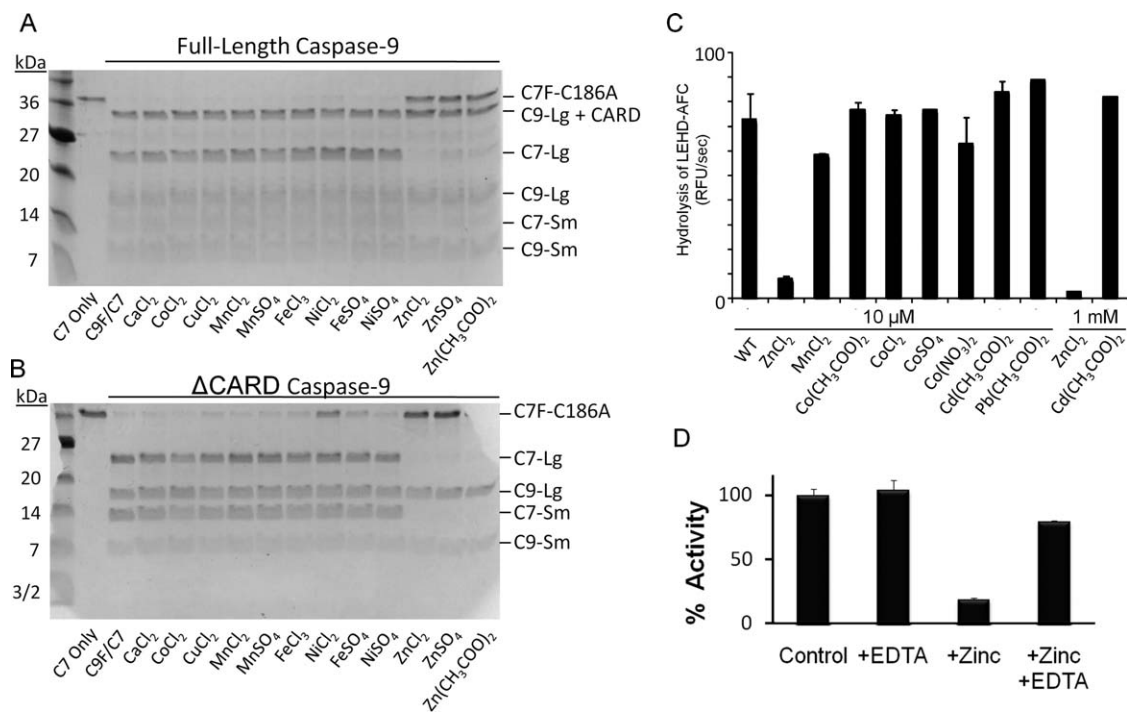 A
Full-Length Caspase-9
kDa
36
27
20
14
7
C7F-C186A
C9-Lg + CARD
C7-Lg
C9-Lg
C7-Sm
C9-Sm
C7 Only
C9F/C7
CaCl₂
CoCl₂
CuCl₂
MnCl₂
MnSO₄
FeCl₃
NiCl₂
FeSO₄
NiSO₄
ZnCl₂
ZnSO₄
Zn(CH₃COO)₂
B
ΔCARD Caspase-9
kDa
27
20
14
7
3/2
C7F-C186A
C7-Lg
C9-Lg
C7-Sm
C9-Sm
C7 Only
C9F/C7
CaCl₂
CoCl₂
CuCl₂
MnCl₂
MnSO₄
FeCl₃
NiCl₂
FeSO₄
NiSO₄
ZnCl₂
ZnSO₄
Zn(CH₃COO)₂
C
100
0
Hydrolysis of LEHD-AFC
(RFU/sec)
WT
ZnCl₂
MnCl₂
Co(CH₃COO)₂
CoCl₂
CoSO₄
Co(NO₃)₂
Cd(CH₃COO)₂
Pb(CH₃COO)₂
ZnCl₂
Cd(CH₃COO)₂
10 µM
1 mM
D
% Activity
100
50
0
Control
+EDTA
+Zinc
+Zinc
+EDTA